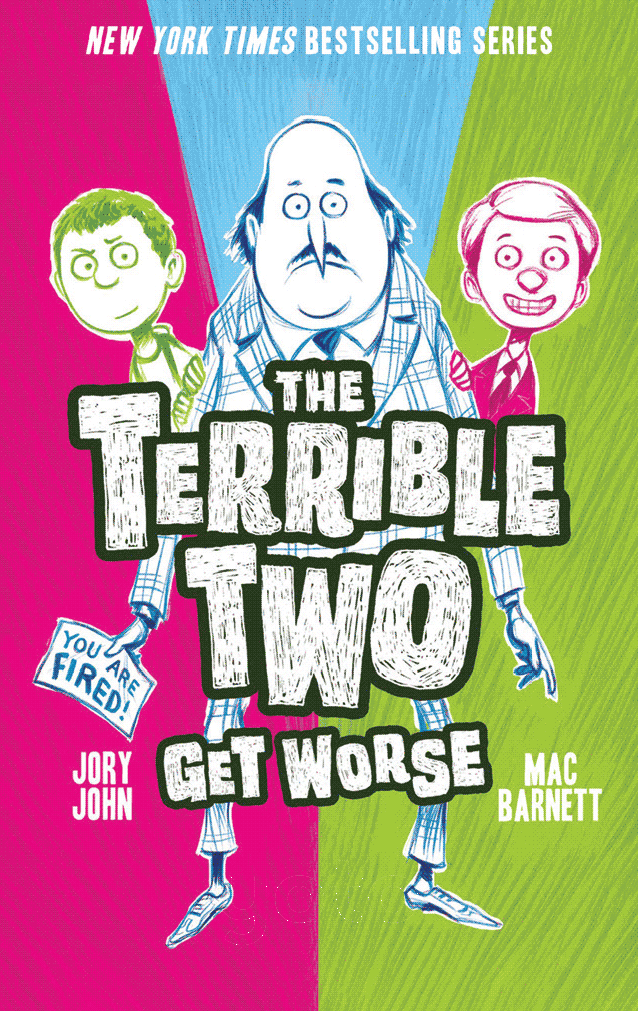 NEW YORK TIMES BESTSELLING SERIES
THE
TERRIBLE
TWO
GET WORSE
YOU ARE
FIRED!
JORY
JOHN
MAC
BARNETT